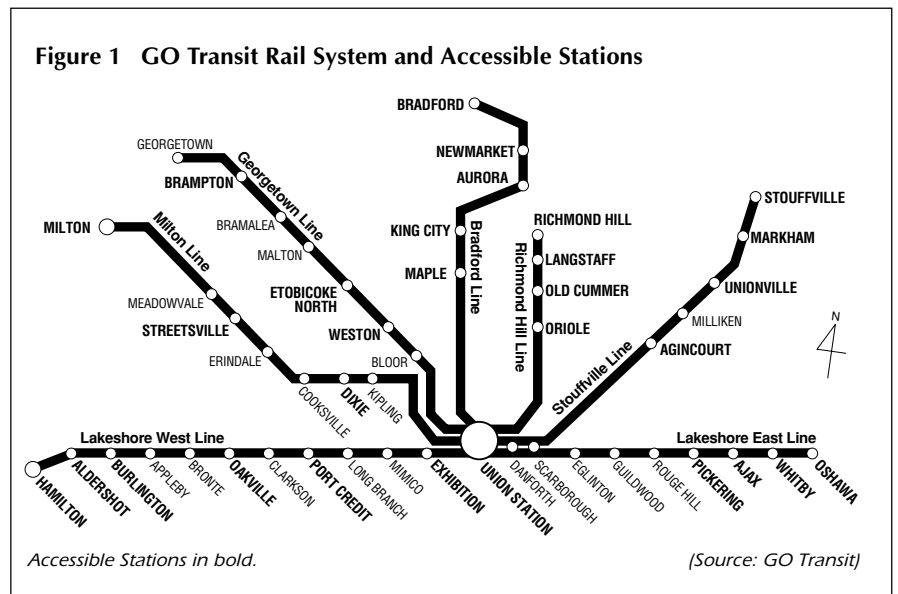 Figure 1 GO Transit Rail System and Accessible Stations
BRADFORD
NEWMARKET
AURORA
KING CITY
MAPLE
Bradford Line
GEORGETOWN
Georgetown Line
BRAMPTON
BRAMALEA
MALTON
ETOBICOKE
NORTH
WESTON
BLOOR
MILTON
Milton Line
MEADOWVALE
STREETSVILLE
ERINDALE
COOKSVILLE
DIXIE
KIPLING
RICHMOND HILL
LANGSTAFF
OLD CUMMER
ORIOLE
Richmond Hill Line
STOUFFVILLE
MARKHAM
UNIONVILLE
MILLIKEN
AGINCOURT
Stouffville Line
N
Lakeshore West Line
Lakeshore East Line
HAMILTON
ALDERSHOT
BURLINGTON
APPLEBY
BRONTE
OAKVILLE
CLARKSON
PORT CREDIT
LONG BRANCH
MIMICO
EXHIBITION
UNION STATION
DANFORTH
SCARBOROUGH
EGLINTON
GUILDWOOD
ROUGE HILL
PICKERING
AJAX
WHITBY
OSHAWA
Accessible Stations in bold.
(Source: GO Transit)